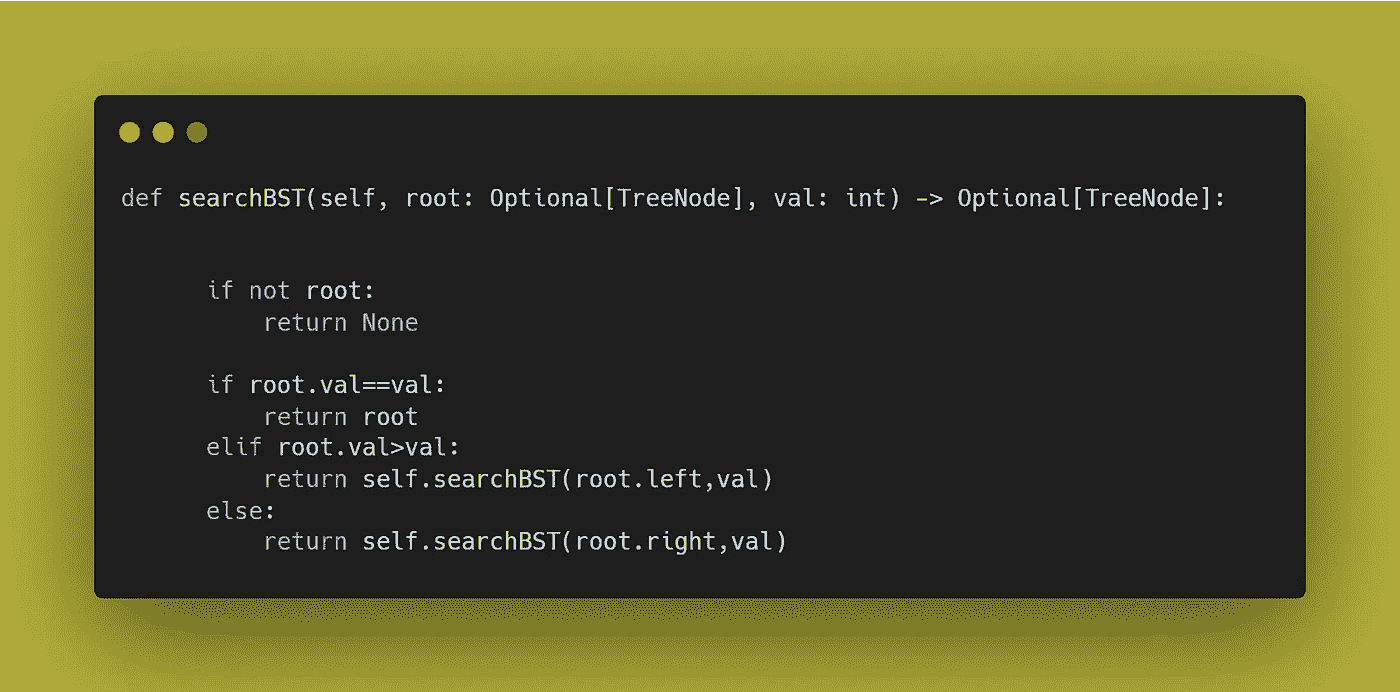 def searchBST(self, root: Optional[TreeNode], val: int) -> Optional[TreeNode]:
if not root:
return None
if root.val==val:
return root
elif root.val>val:
return self.searchBST(root.left,val)
else:
return self.searchBST(root.right,val)